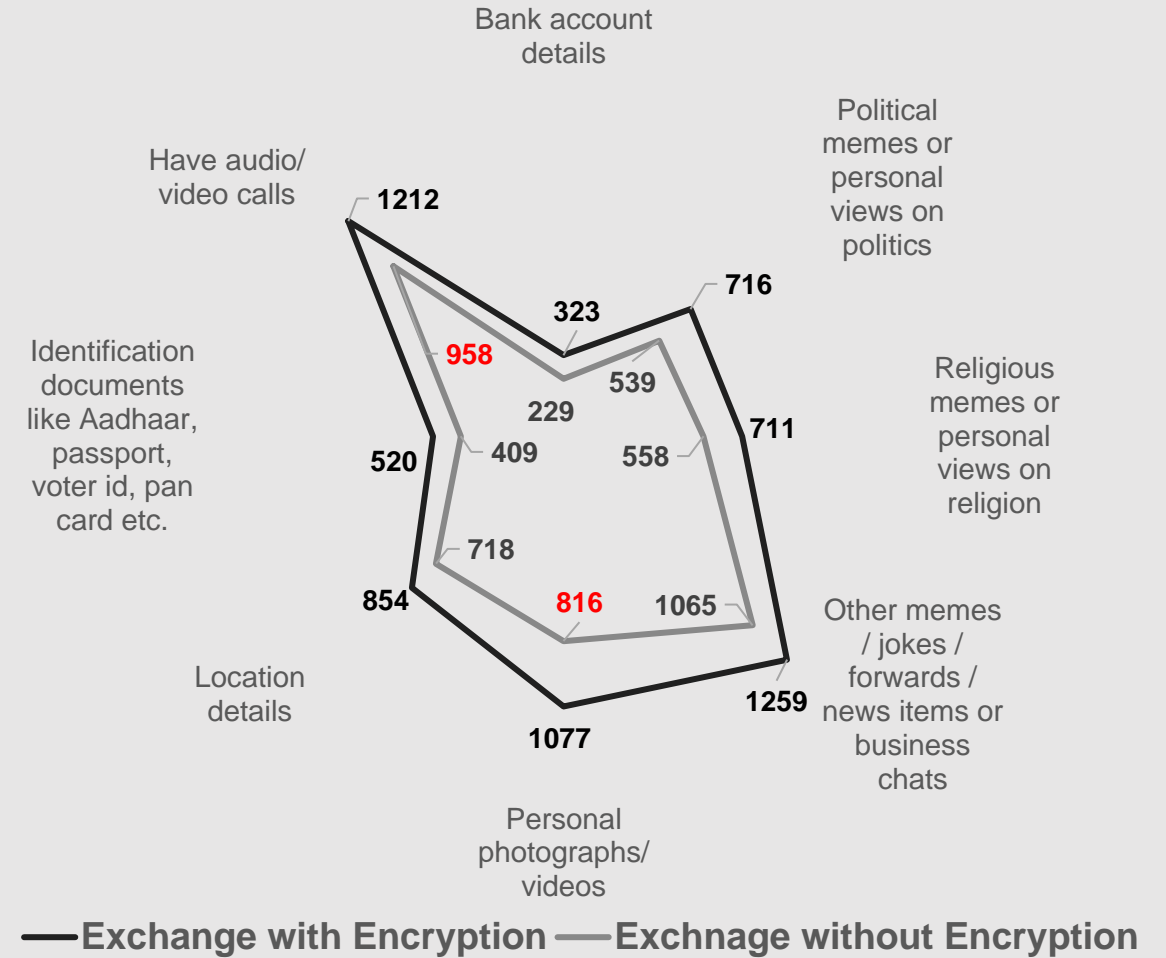 Bank account
details
Political
memes or
personal
views on
politics
Have audio/
video calls
1212
716
323
Identification
documents
like Aadhaar,
passport,
voter id, pan
card etc.
958
539
229
Religious
memes or
personal
views on
religion
711
558
520
409
718
854
816
1065
Other memes
/ jokes /
forwards /
news items or
business
chats
Location
details
1259
1077
Personal
photographs/
videos
Exchange with Encryption
Exchnage without Encryption